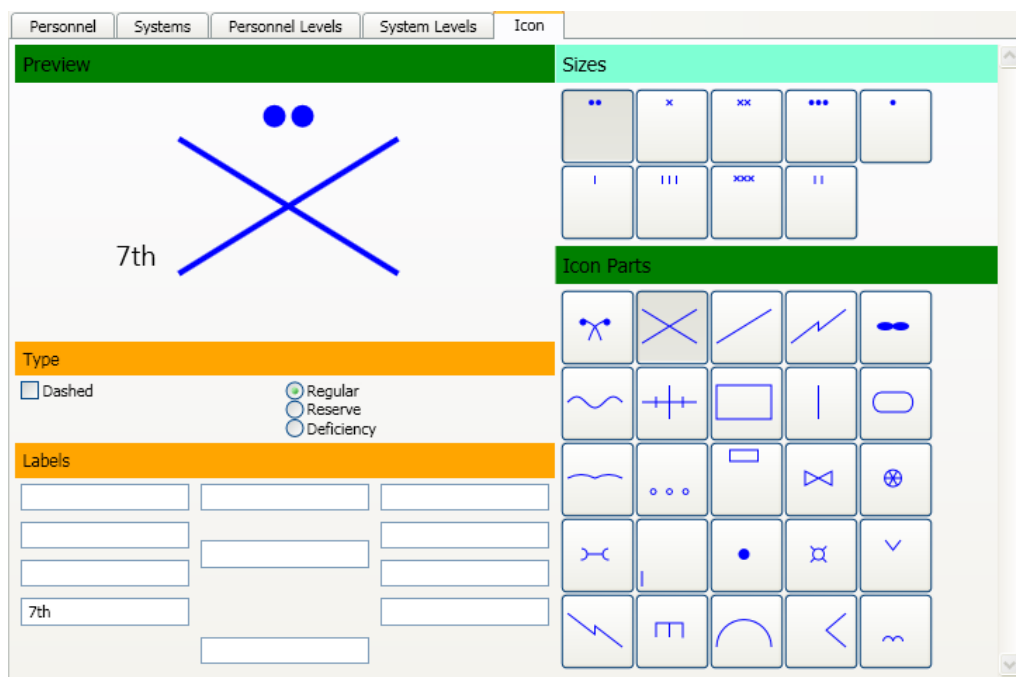 Personnel Systems Personnel Levels System Levels Icon
Preview
7th
Type
Dashed
Regular
Reserve
Deficiency
Labels
7th
Sizes
Icon Parts